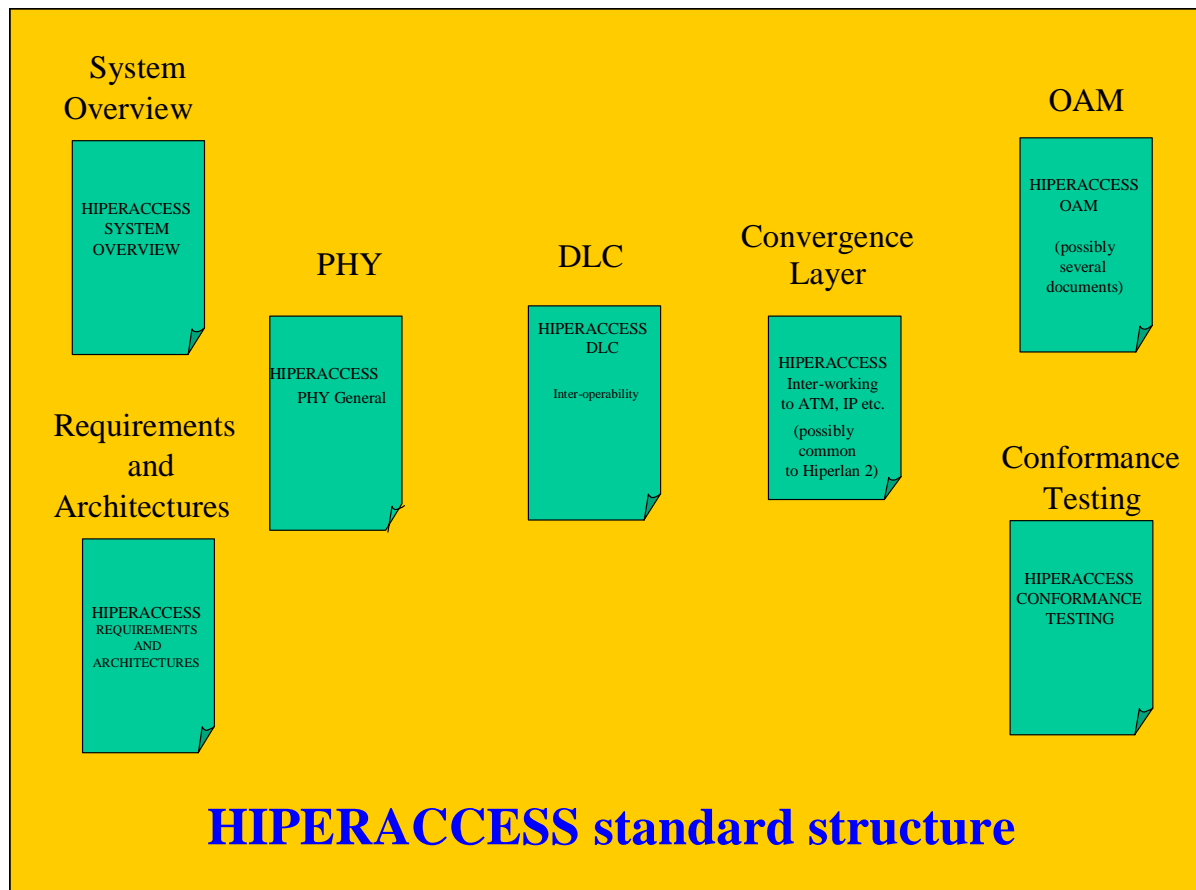 System
Overview
HIPERACCESS
SYSTEM
OVERVIEW
Requirements
and
Architectures
HIPERACCESS
REQUIREMENTS
AND
ARCHITECTURES
PHY
HIPERACCESS
PHY General
DLC
HIPERACCESS
DLC
Inter-operability
Convergence
Layer
HIPERACCESS
Inter-working
to ATM, IP etc.
(possibly
common
to Hiperlan 2)
OAM
HIPERACCESS
OAM
(possibly
several
documents)
Conformance
Testing
HIPERACCESS
CONFORMANCE
TESTING
HIPERACCESS standard structure